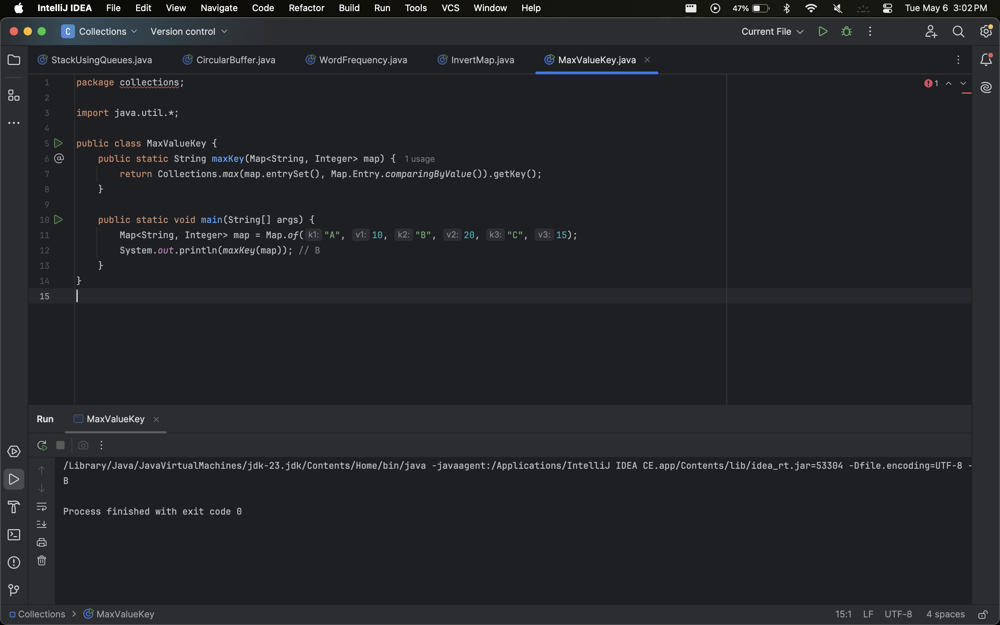 IntelliJ IDEA File Edit View Navigate Code Refactor Build Run Tools VCS Window Help 47% Tue May 6 3:02 PM
C Collections Version control Current File
StackUsingQueues.java CircularBuffer.java WordFrequency.java InvertMap.java MaxValueKey.java
1 package collections; 1
2
3 import java.util.*;
4
5 public class MaxValueKey {
6 public static String maxKey(Map<String, Integer> map) { 1 usage
7 return Collections.max(map.entrySet(), Map.Entry.comparingByValue()).getKey();
8 }
9
10 public static void main(String[] args) {
11 Map<String, Integer> map = Map.of( k1: "A", v1: 10, k2: "B", v2: 20, k3: "C", v3: 15);
12 System.out.println(maxKey(map)); // B
13 }
14 }
15
Run MaxValueKey
/Library/Java/JavaVirtualMachines/jdk-23.jdk/Contents/Home/bin/java -javaagent:/Applications/IntelliJ IDEA CE.app/Contents/lib/idea_rt.jar=53304 -Dfile.encoding=UTF-8 -
B
Process finished with exit code 0
Collections > MaxValueKey 15:1 LF UTF-8 4 spaces